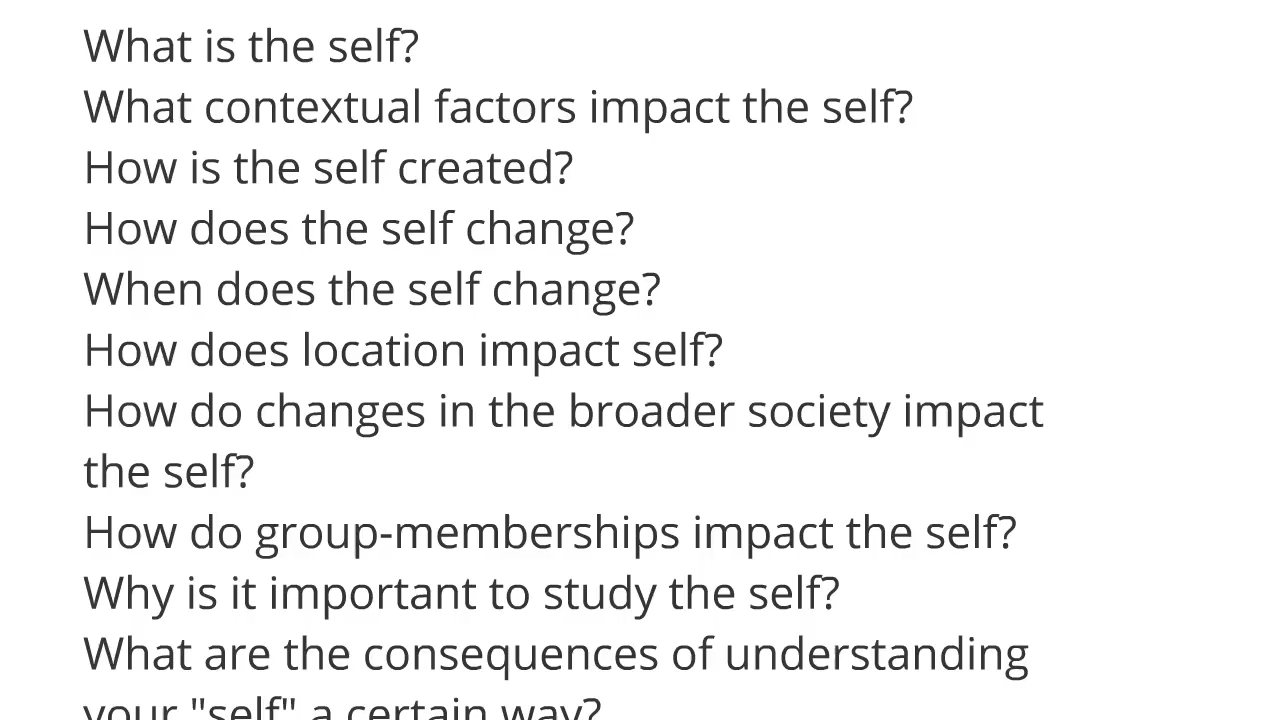 What is the self?
What contextual factors impact the self?
How is the self created?
How does the self change?
When does the self change?
How does location impact self?
How do changes in the broader society impact
the self?
How do group-memberships impact the self?
Why is it important to study the self?
What are the consequences of understanding
your "self" a certain way?